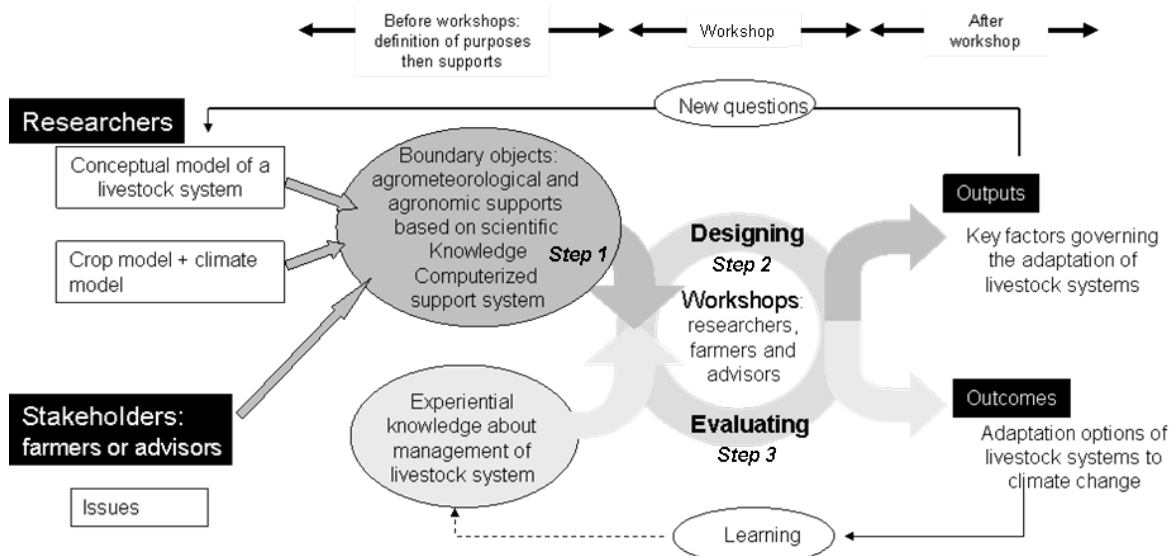 Before workshops:
definition of purposes
then supports
Workshop
After
workshop
New questions
Researchers
Conceptual model of a
livestock system
Crop model + climate
model
Boundary objects:
agrometeorological and
agronomic supports
based on scientific
Knowledge
Step 1
Computerized
support system
Designing
Step 2
Workshops:
researchers,
farmers and
advisors
Evaluating
Step 3
Outputs
Key factors governing
the adaptation of
livestock systems
Stakeholders:
farmers or advisors
Issues
Experiential
knowledge about
management of
livestock system
Outcomes
Adaptation options of
livestock systems to
climate change
Learning